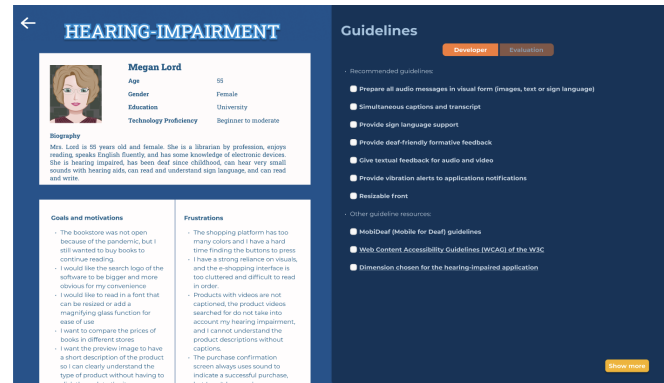 HEARING-IMPAIRMENT
Megan Lord
Age 55
Gender Female
Education University
Technology Proficiency Beginner to moderate
Biography
Mrs. Lord is 55 years old and female. She is a librarian by profession, enjoys
reading, speaks English fluently, and has some knowledge of electronic devices.
She is hearing impaired, has been deaf since childhood, can hear very small
sounds with hearing aids, can read and understand sign language, and can read
and write.
Goals and motivations
· The bookstore was not open
because of the pandemic, but I
still wanted to buy books to
continue reading.
· I would like the search logo of the
software to be bigger and more
obvious for my convenience
· I would like to read in a font that
can be resized or add a
magnifying glass function for
ease of use
· I want to compare the prices of
books in different stores
· I want the preview image to have
a short description of the product
so I can clearly understand the
type of product without having to
Frustrations
· The shopping platform has too
many colors and I have a hard
time finding the buttons to press
· I have a strong reliance on visuals,
and the e-shopping interface is
too cluttered and difficult to read
in order.
· Products with videos are not
captioned, the product videos
searched for do not take into
account my hearing impairment,
and I cannot understand the
product descriptions without
captions.
· The purchase confirmation
screen always uses sound to
indicate a successful purchase,
Guidelines
Developer Evaluation
· Recommended guidelines:
Prepare all audio messages in visual form (images, text or sign language)
Simultaneous captions and transcript
Provide sign language support
Provide deaf-friendly formative feedback
Give textual feedback for audio and video
Provide vibration alerts to applications notifications
Resizable front
· Other guideline resources:
MobiDeaf (Mobile for Deaf) guidelines
Web Content Accessibility Guidelines (WCAG) of the W3C
Dimension chosen for the hearing-impaired application
Show more